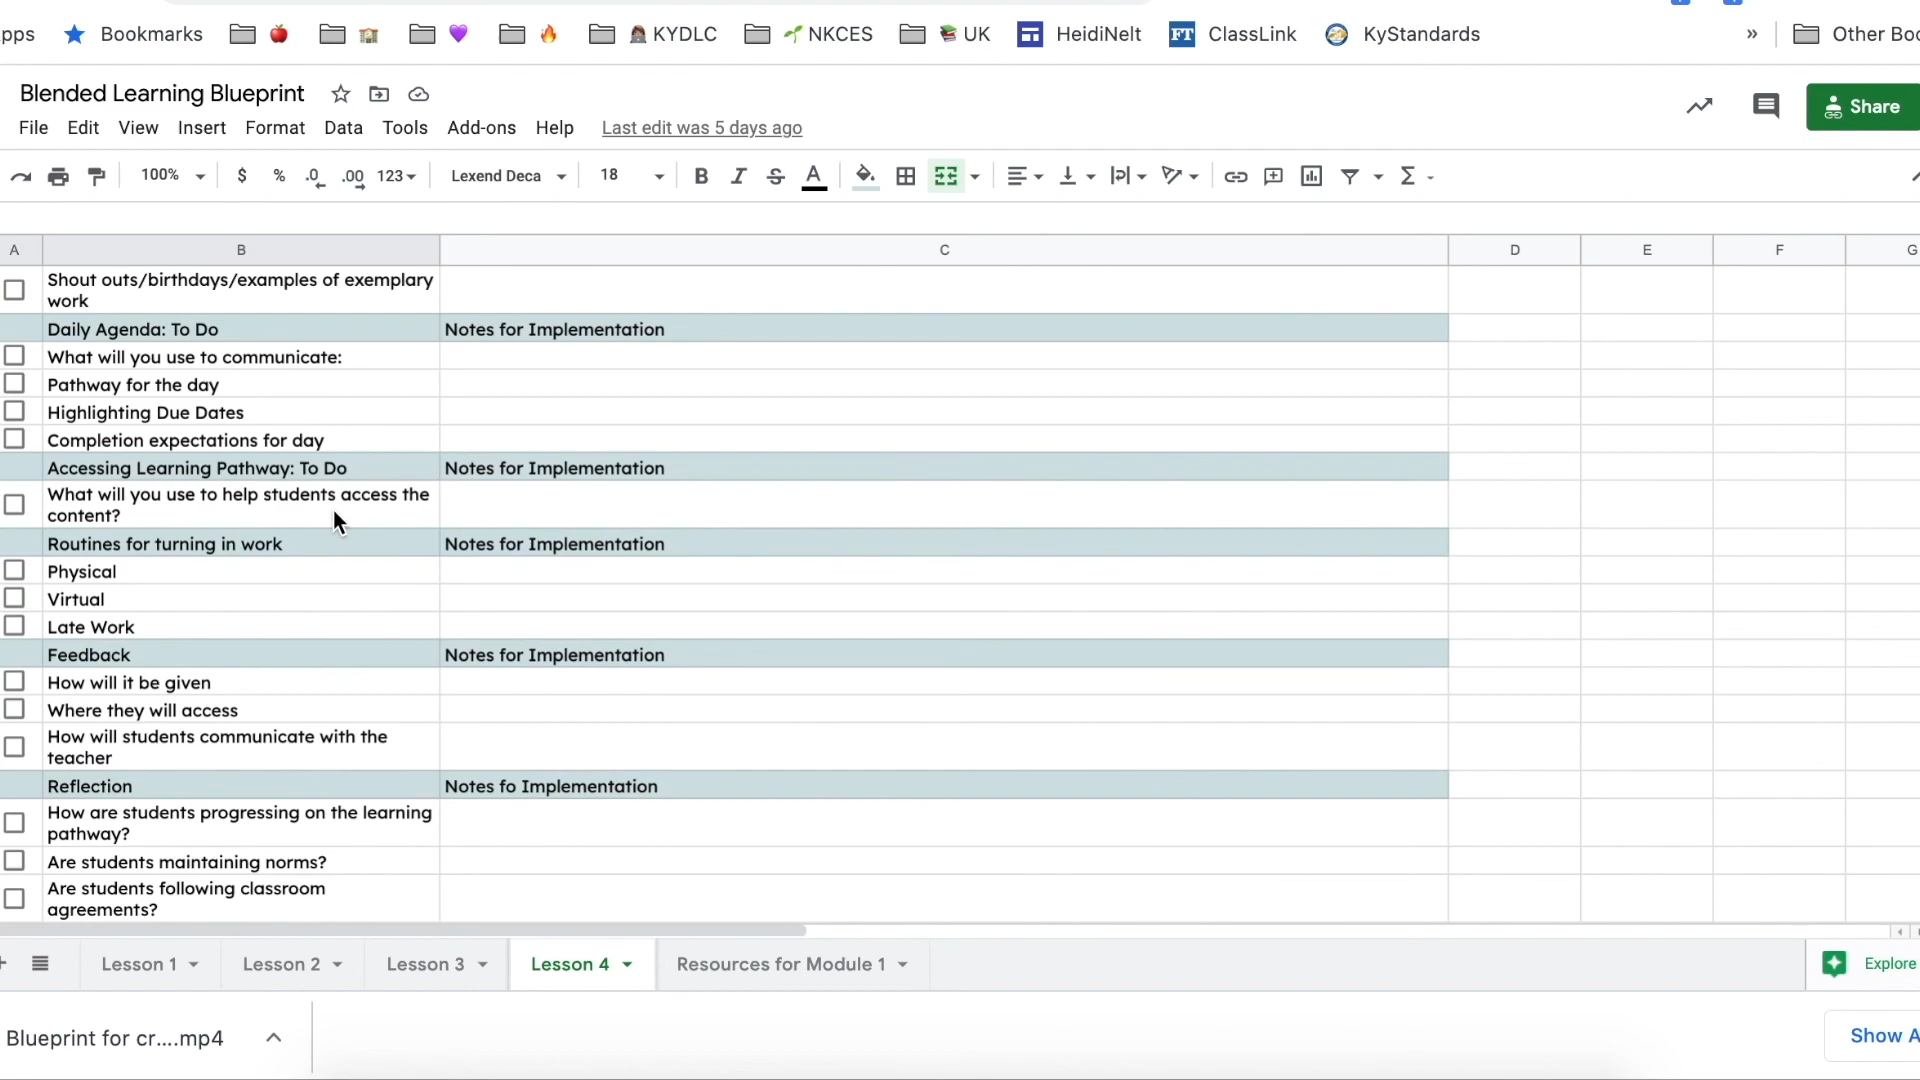 pps Bookmarks KYDLC NKCES UK HeidiNelt FT ClassLink KyStandards » Other Boo
Blended Learning Blueprint
Share
File Edit View Insert Format Data Tools Add-ons Help Last edit was 5 days ago
100% $ % .0 .00 123 Lexend Deca 18 B I S A Σ
A B C D E F G
Shout outs/birthdays/examples of exemplary
work
Daily Agenda: To Do Notes for Implementation
What will you use to communicate:
Pathway for the day
Highlighting Due Dates
Completion expectations for day
Accessing Learning Pathway: To Do Notes for Implementation
What will you use to help students access the
content?
Routines for turning in work Notes for Implementation
Physical
Virtual
Late Work
Feedback Notes for Implementation
How will it be given
Where they will access
How will students communicate with the
teacher
Reflection Notes fo Implementation
How are students progressing on the learning
pathway?
Are students maintaining norms?
Are students following classroom
agreements?
Lesson 1 Lesson 2 Lesson 3 Lesson 4 Resources for Module 1 Explore
Blueprint for cr....mp4 Show A